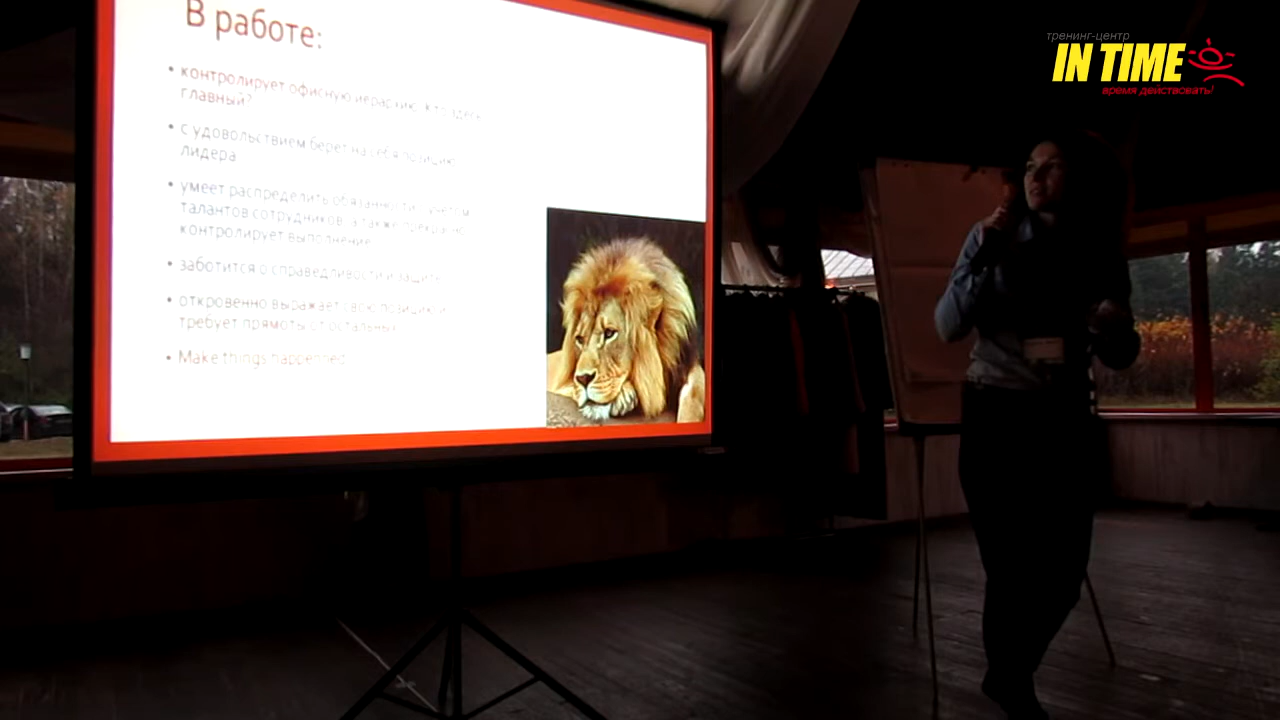 В работе:
• контролирует офисную иерархию. Кто здесь
главный?
• с удовольствием берет на себя позицию
лидера
• умеет распределить обязанности с учетом
талантов сотрудников, а также прекрасно
контролирует выполнение
• заботится о справедливости и защите
• откровенно выражает свою позицию и
требует прямоты от остальных
• Make things happened
тренинг-центр
IN TIME
время действовать!